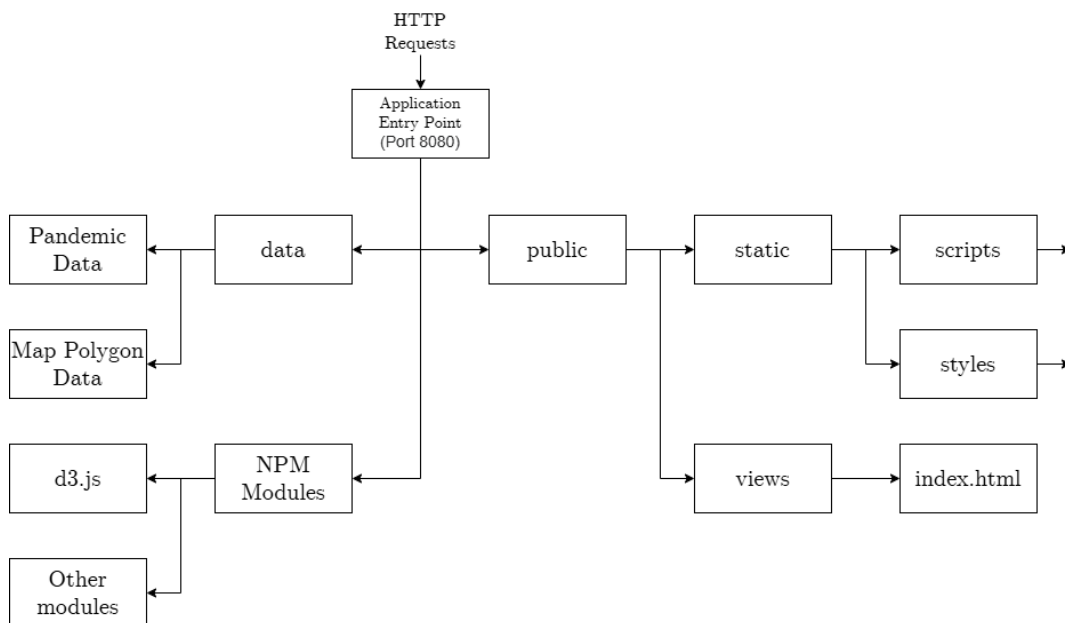 HTTP
Requests
Application
Entry Point
(Port 8080)
Pandemic
Data
data
public
static
scripts
Map Polygon
Data
styles
d3.js
NPM
Modules
views
index.html
Other
modules